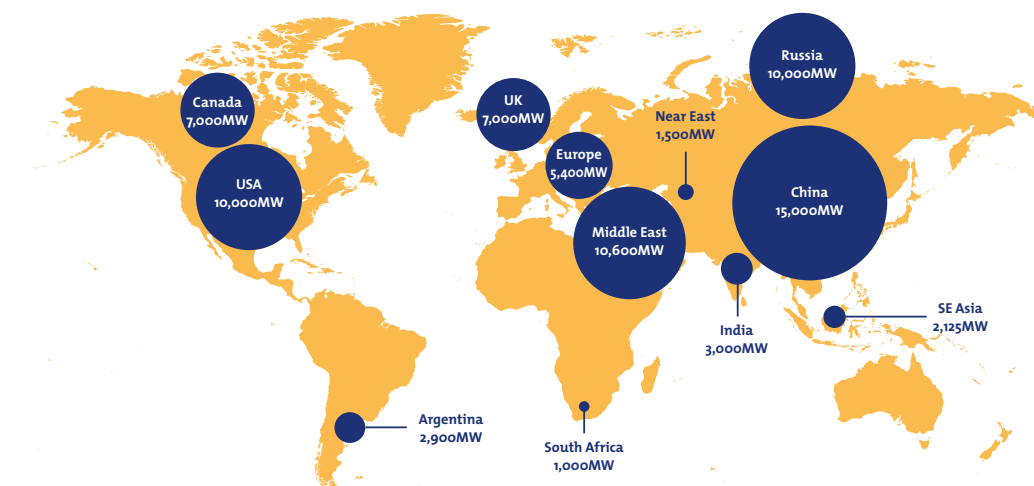 Canada
7,000MW
USA
10,000MW
UK
7,000MW
Europe
5,400MW
Near East
1,500MW
Russia
10,000MW
China
15,000MW
Middle East
10,600MW
India
3,000MW
SE Asia
2,125MW
Argentina
2,900MW
South Africa
1,000MW